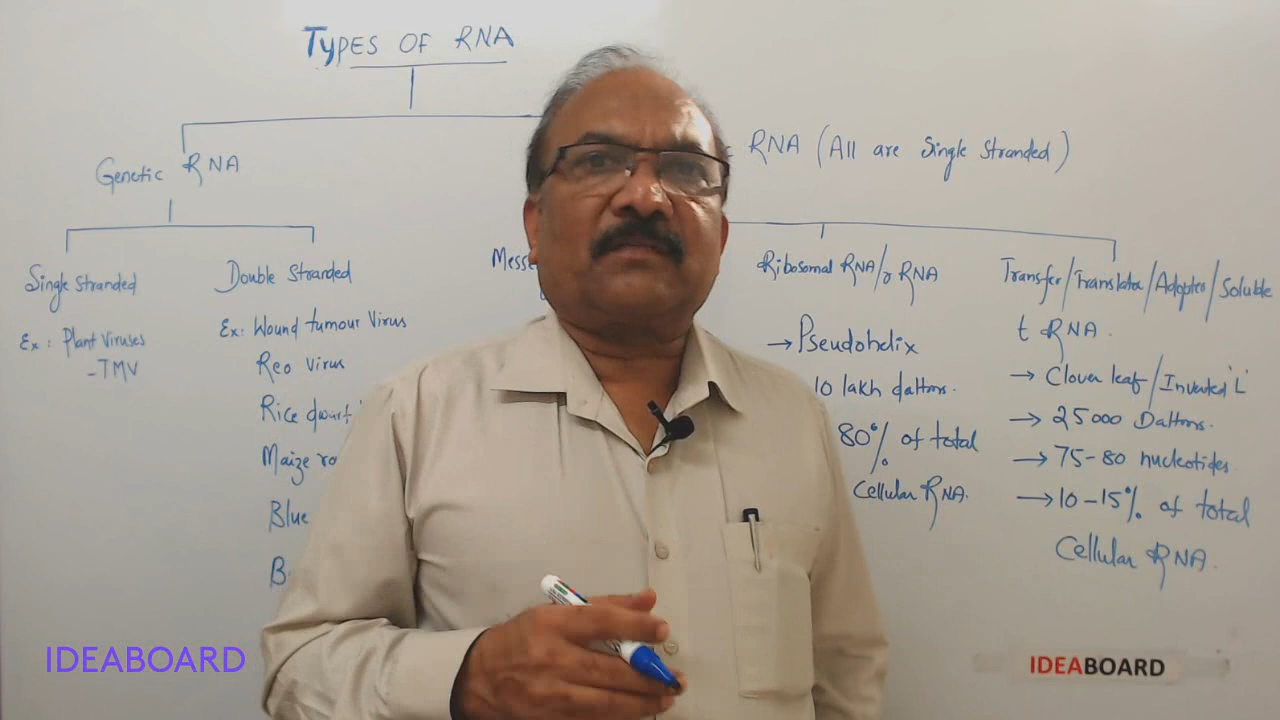 TYPES OF RNA
Genetic RNA
RNA (All are Single Stranded)
Single Stranded
Ex: Plant Viruses
-TMV
Double Stranded
Ex: Wound tumour Virus
Reo Virus
Rice dwarf
Maize
Blue
Ribosomal RNA/r RNA
→ Pseudohelix
10 lakh daltons.
80% of total
Cellular RNA.
Transfer/Translator/Adopter/Soluble
t RNA.
→ Clover leaf/Inverted 'L'
→ 25000 Daltons.
→ 75-80 nucleotides
→ 10-15% of total
Cellular RNA.
IDEABOARD
IDEABOARD